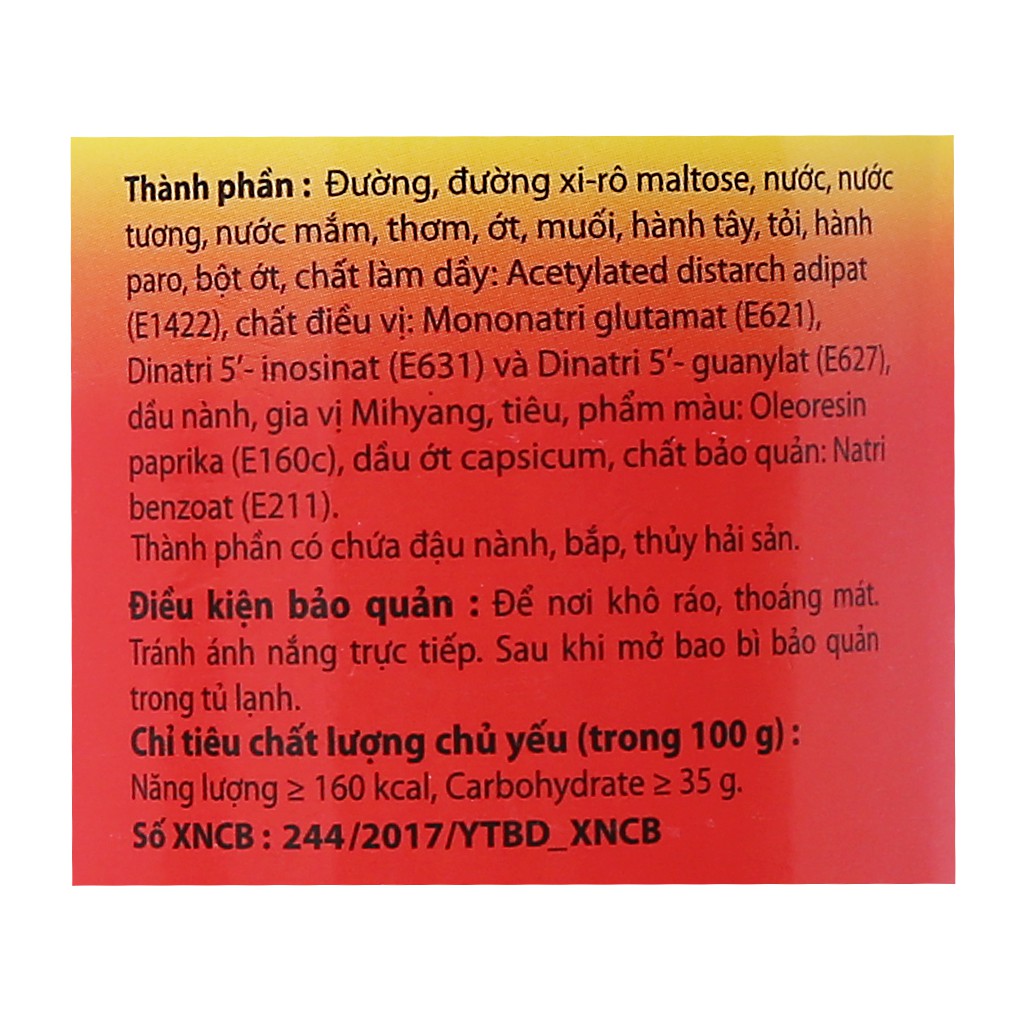 Thành phần : Đường, đường xi-rô maltose, nước, nước
tương, nước mắm, thơm, ớt, muối, hành tây, tỏi, hành
paro, bột ớt, chất làm dầy: Acetylated distarch adipat
(E1422), chất điều vị: Mononatri glutamat (E621),
Dinatri 5’- inosinat (E631) và Dinatri 5’- guanylat (E627),
dầu nành, gia vị Mihyang, tiêu, phẩm màu: Oleoresin
paprika (E160c), dầu ớt capsicum, chất bảo quản: Natri
benzoat (E211).
Thành phần có chứa đậu nành, bắp, thủy hải sản.
Điều kiện bảo quản : Để nơi khô ráo, thoáng mát.
Tránh ánh nắng trực tiếp. Sau khi mở bao bì bảo quản
trong tủ lạnh.
Chỉ tiêu chất lượng chủ yếu (trong 100 g) :
Năng lượng ≥ 160 kcal, Carbohydrate ≥ 35 g.
Số XNCB : 244/2017/YTBD_XNCB